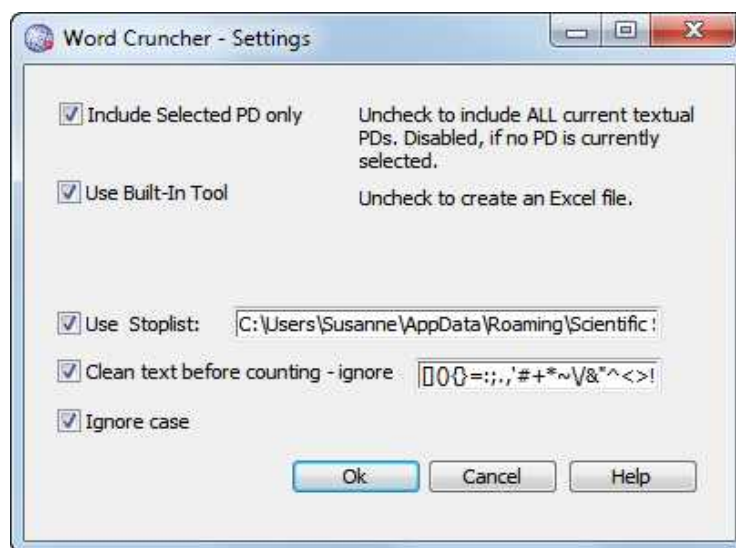 Word Cruncher - Settings
Include Selected PD only
Uncheck to include ALL current textual
PDs. Disabled, if no PD is currently
selected.
Use Built-In Tool
Uncheck to create an Excel file.
Use Stoplist: C:\Users\Susanne\AppData\Roaming\Scientific
Clean text before counting - ignore []{}(){}=:;.,'#+*~\/&"^<>!
Ignore case
Ok Cancel Help